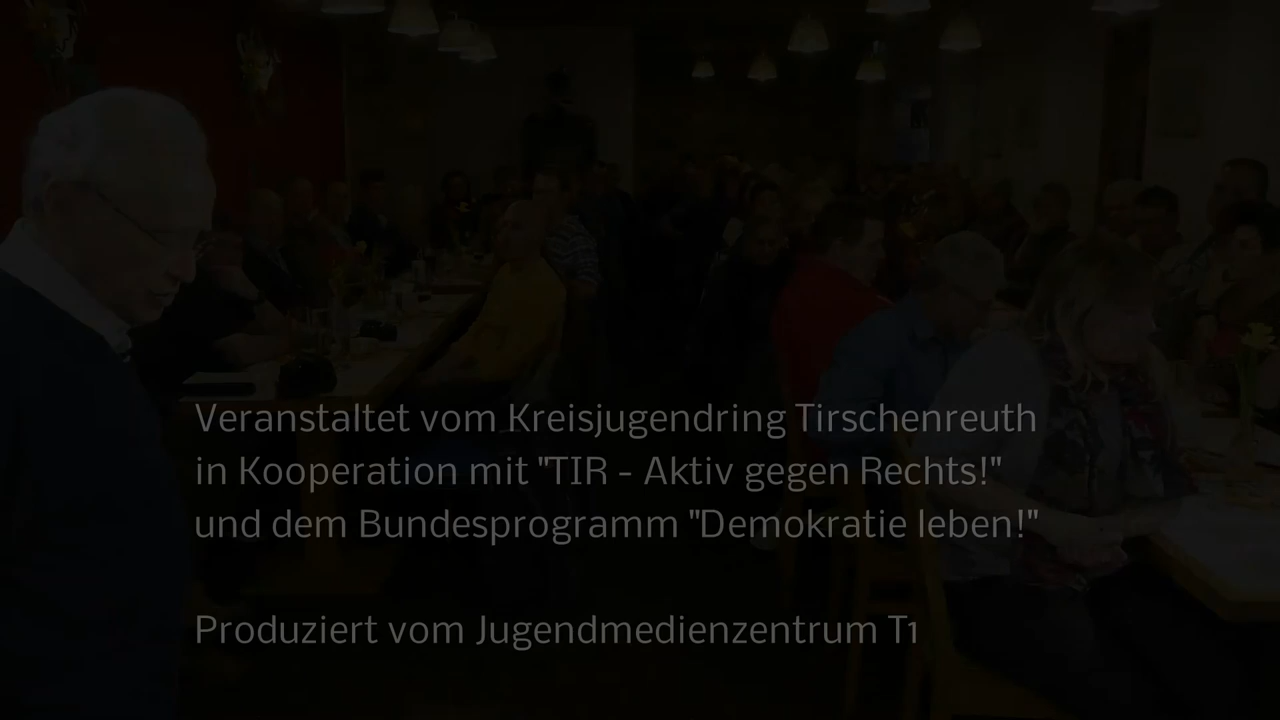 Veranstaltet vom Kreisjugendring Tirschenreuth
in Kooperation mit "TIR - Aktiv gegen Rechts!"
und dem Bundesprogramm "Demokratie leben!"
Produziert vom Jugendmedienzentrum T1